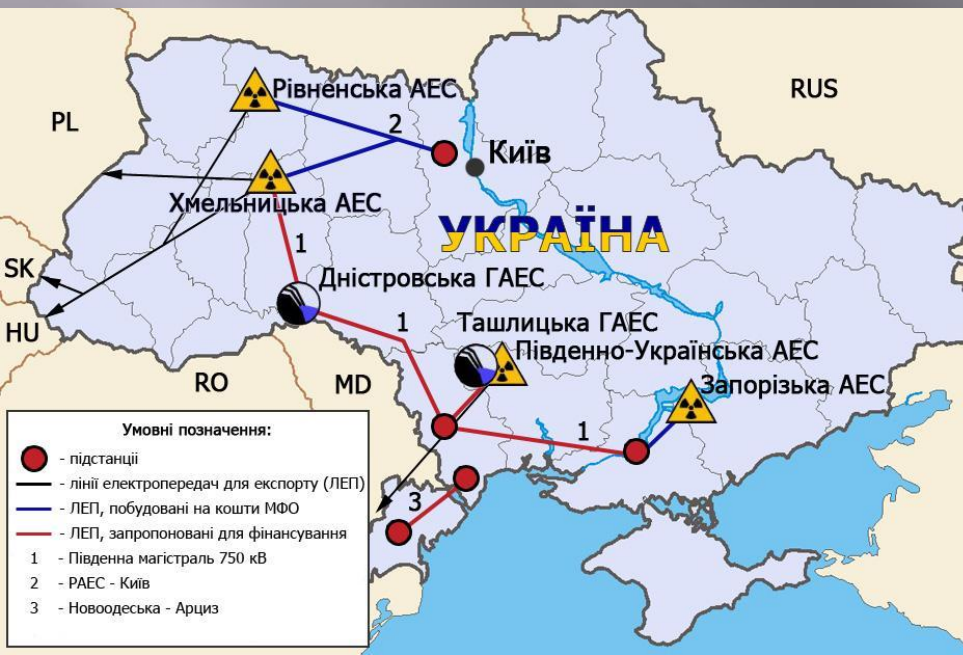 RUS
Рівненська АЕС
PL
2
Київ
Хмельницька АЕС
УКРАЇНА
1
SK
Дністровська ГАЕС
HU
1
Ташлицька ГАЕС
Південно-Українська АЕС
RO
MD
Запорізька АЕС
1
3
Умовні позначення:
- підстанції
- лінії електропередач для експорту (ЛЕП)
- ЛЕП, побудовані на кошти МФО
- ЛЕП, запропоновані для фінансування
1 - Південна магістраль 750 кВ
2 - РАЕС - Київ
3 - Новоодеська - Арциз